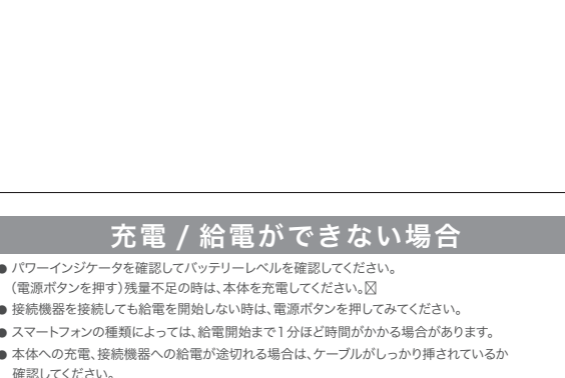 充電 / 給電ができない場合
● パワーインジケータを確認してバッテリーレベルを確認してください。
（電源ボタンを押す）残量不足の時は、本体を充電してください。☒
● 接続機器を接続しても給電を開始しない時は、電源ボタンを押してみてください。
● スマートフォンの種類によっては、給電開始まで1分ほど時間がかかる場合があります。
● 本体への充電、接続機器への給電が途切れる場合は、ケーブルがしっかり挿されているか
確認してください。